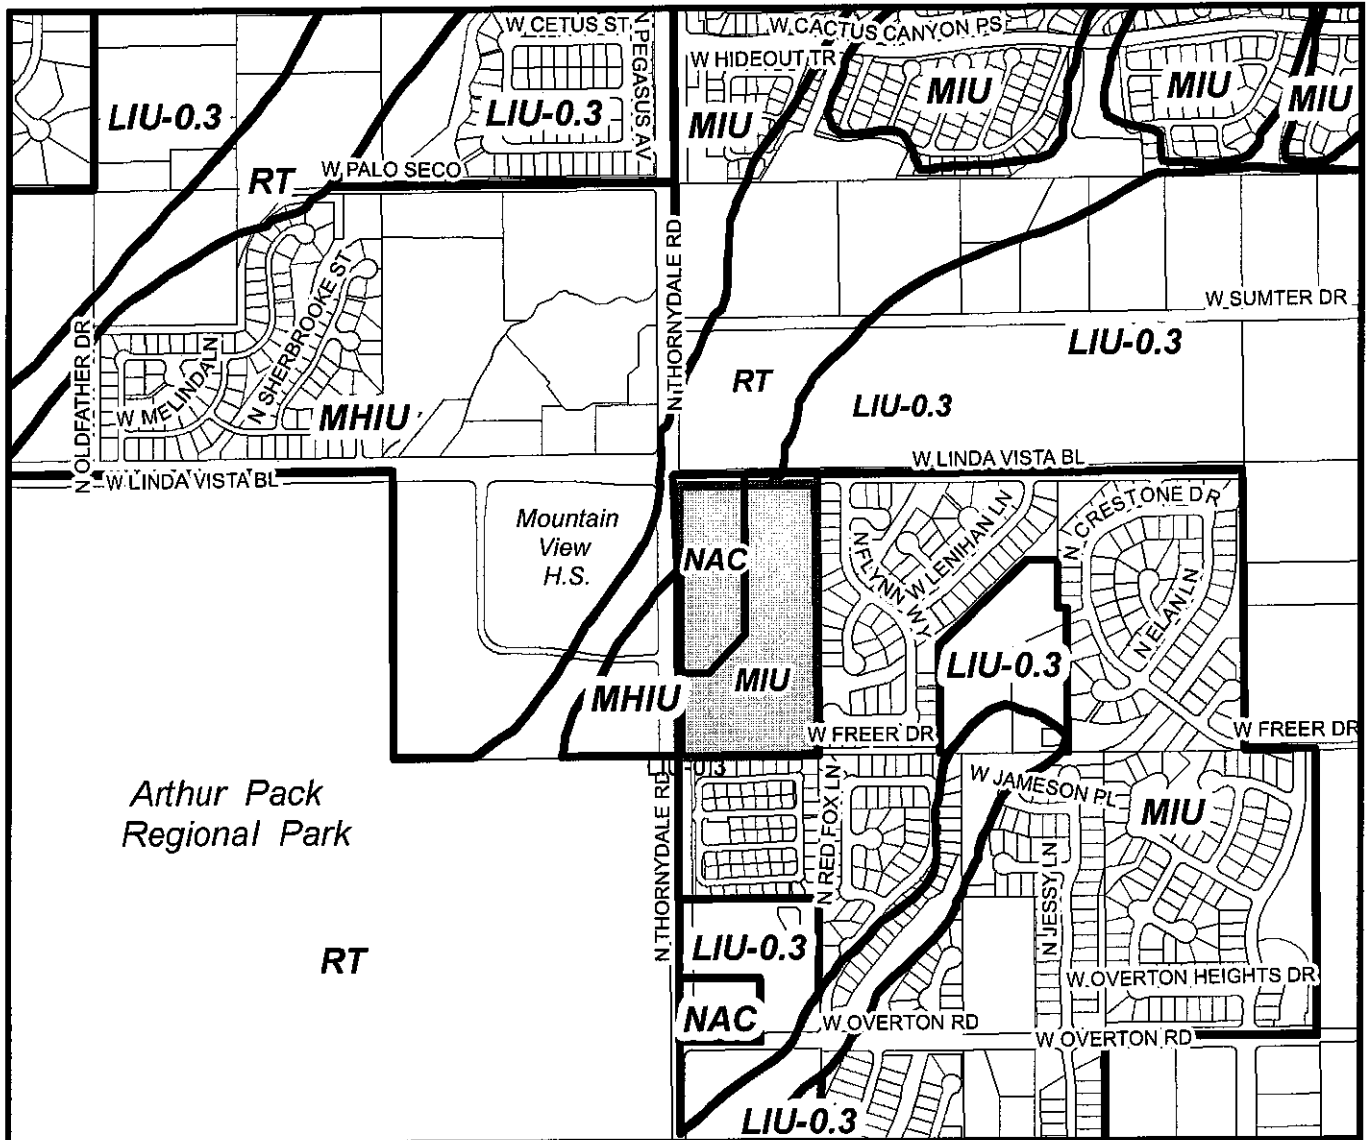 W CETUS ST
N PEGASUS AV
W CACTUS CANYON PS
W HIDEOUT TR
LIU-0.3
LIU-0.3
MIU
MIU
MIU
MIU
RT
W PALO SECO
N THORNYDALE RD
W SUMTER DR
N OLDFATHER DR
W MELINDA LN
N SHERBROOKE ST
MHIU
RT
LIU-0.3
LIU-0.3
W LINDA VISTA BL
W LINDA VISTA BL
Mountain
View
H.S.
NAC
N FLYNN WY
W LENIHAN LN
N CRESTONE DR
N ELAN LN
LIU-0.3
MHIU
MIU
W FREER DR
W FREER DR
LIU-0.3
W JAMESON PL
Arthur Pack
Regional Park
N THORNYDALE RD
N RED FOX LN
N JESSY LN
MIU
RT
LIU-0.3
NAC
W OVERTON HEIGHTS DR
W OVERTON RD
W OVERTON RD
LIU-0.3